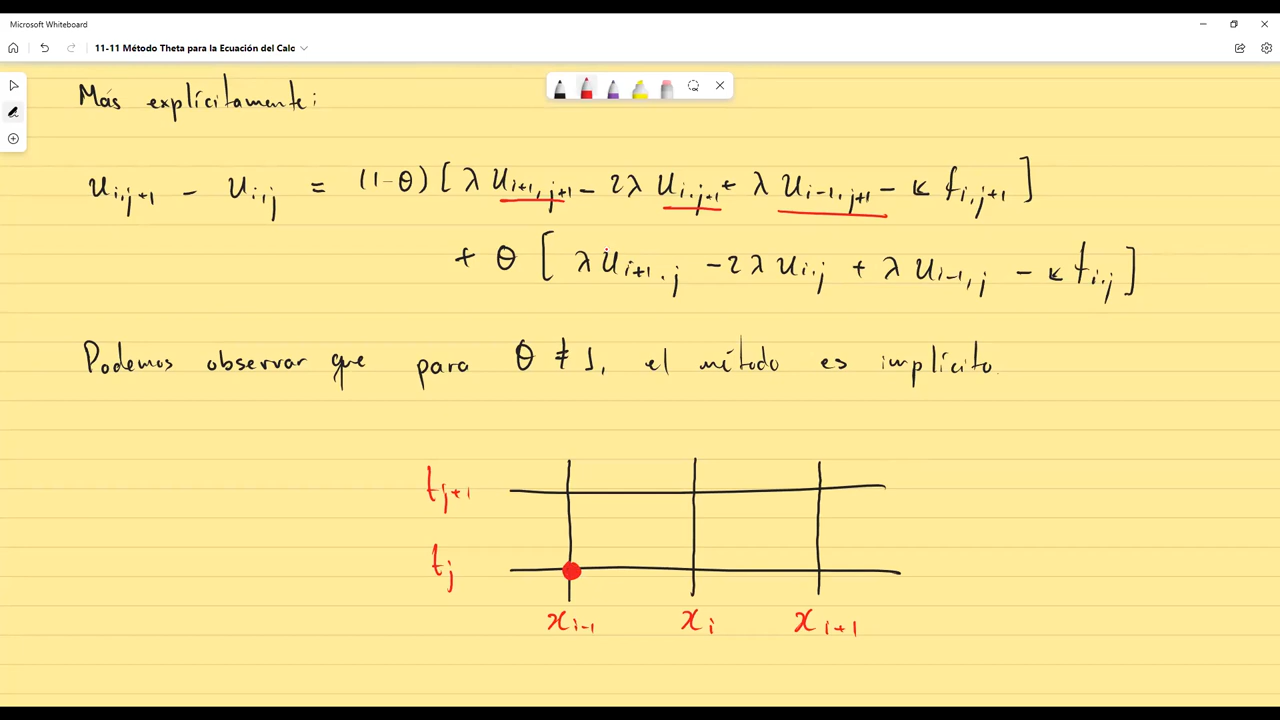 Microsoft Whiteboard
11-11 Método Theta para la Ecuación del Calc
Más explícitamente:
u_{i,j+1} - u_{i,j} = (1-θ) [ λ u_{i+1,j+1} - 2λ u_{i,j+1} + λ u_{i-1,j+1} - k f_{i,j+1} ]
+ θ [ λ u_{i+1,j} - 2λ u_{i,j} + λ u_{i-1,j} - k f_{i,j} ]
Podemos observar que para θ ≠ 1, el método es implícito.
t_{j+1}
t_j
x_{i-1} x_i x_{i+1}